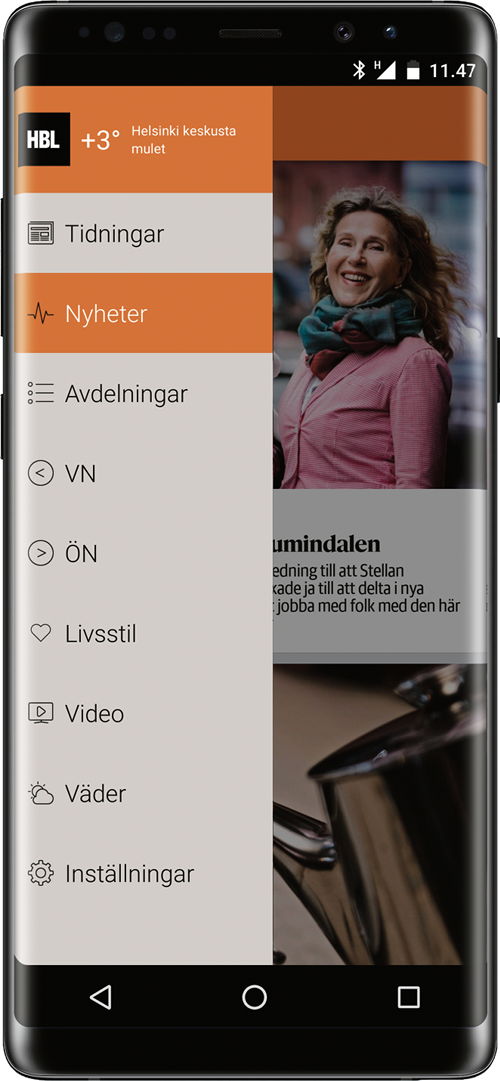 H
11.47
HBL
+3°
Helsinki keskusta
mulet
Tidningar
Nyheter
Avdelningar
VN
ÖN
Livsstil
Video
Väder
Inställningar
umindalen
edning till att Stellan
kade ja till att delta i nya
jobba med folk med den här